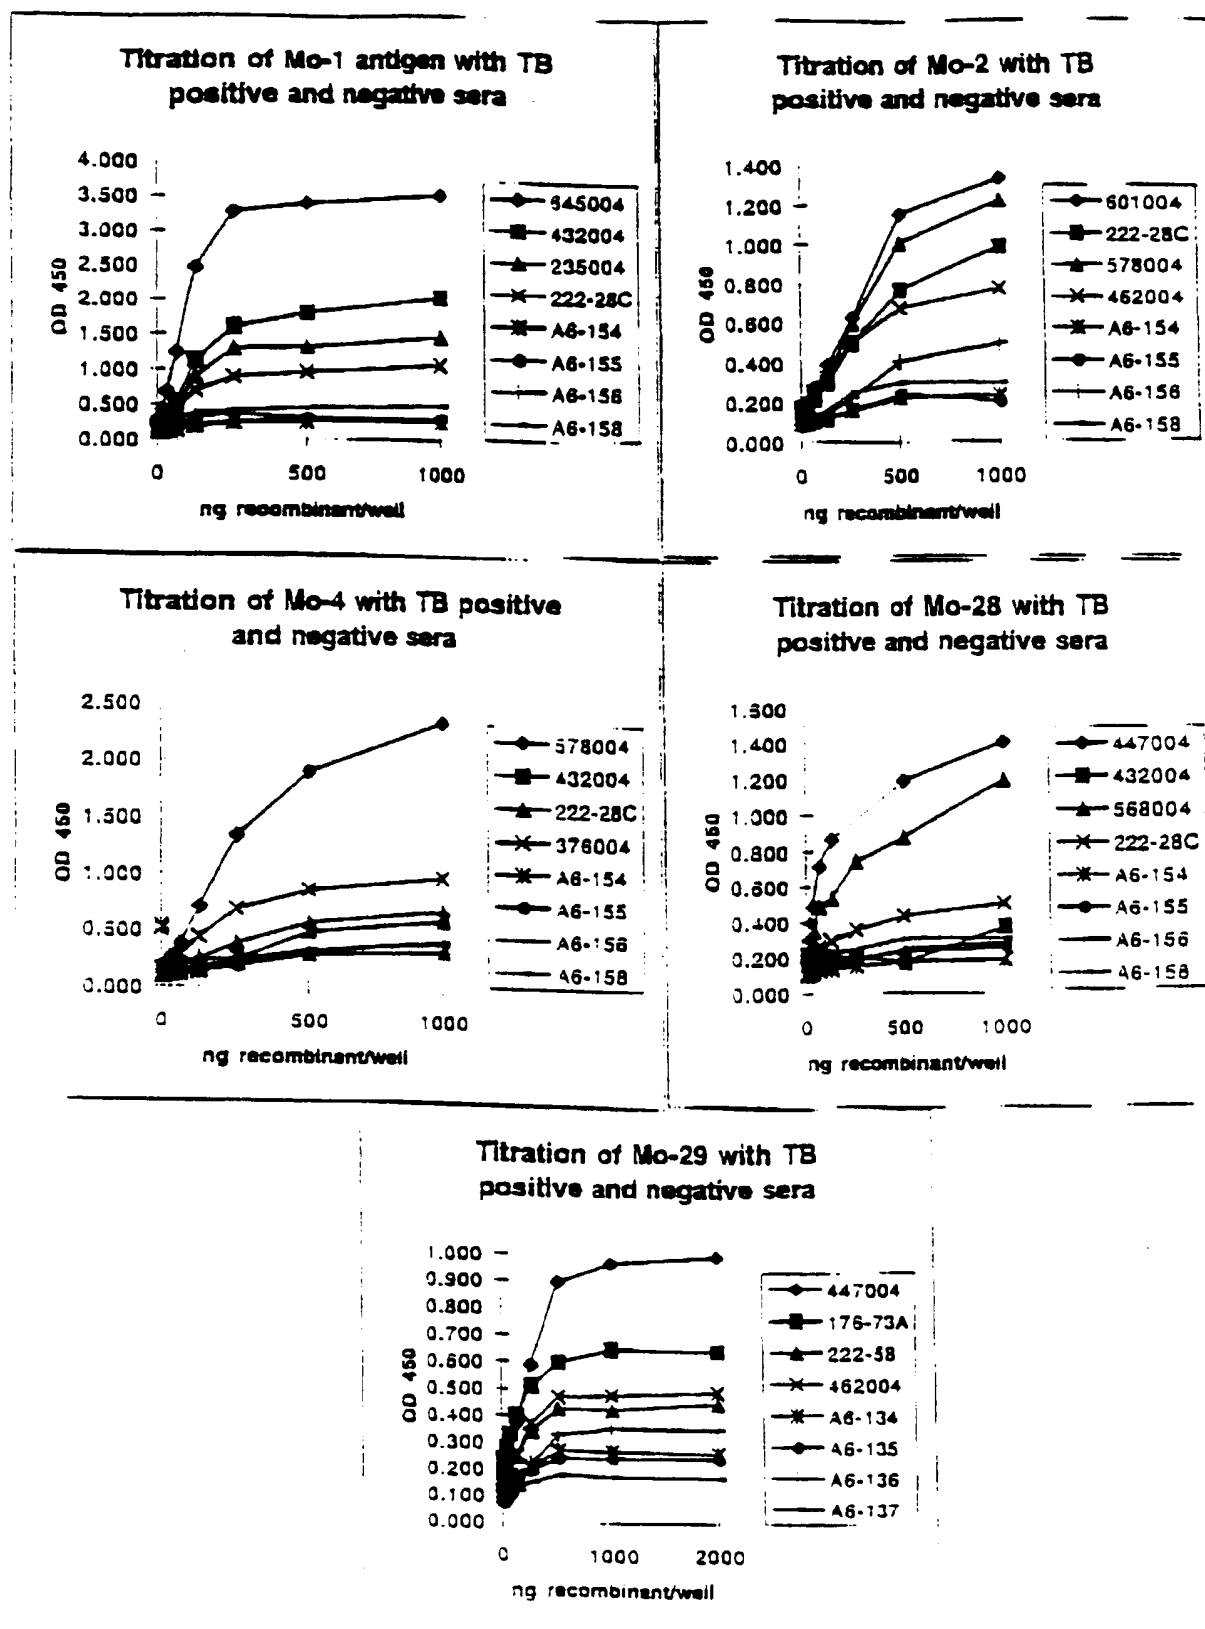 Titration of Mo-1 antigen with TB
positive and negative sera
4.000
3.500
3.000
2.500
2.000
1.500
1.000
0.500
0.000
OD 450
0 500 1000
ng recombinant/well
645004
432004
235004
222-28C
A6-154
A6-155
A6-156
A6-158
Titration of Mo-2 with TB
positive and negative sera
1.400
1.200
1.000
0.800
0.600
0.400
0.200
0.000
OD 450
0 500 1000
ng recombinant/well
601004
222-28C
578004
462004
A6-154
A6-155
A6-156
A6-158
Titration of Mo-4 with TB positive
and negative sera
2.500
2.000
1.500
1.000
0.500
0.000
OD 450
0 500 1000
ng recombinant/well
578004
432004
222-28C
376004
A6-154
A6-155
A6-156
A6-158
Titration of Mo-28 with TB
positive and negative sera
1.600
1.400
1.200
1.000
0.800
0.600
0.400
0.200
0.000
OD 450
0 500 1000
ng recombinant/well
447004
432004
568004
222-28C
A6-154
A6-155
A6-156
A6-158
Titration of Mo-29 with TB
positive and negative sera
1.000
0.900
0.800
0.700
0.600
0.500
0.400
0.300
0.200
0.100
0.000
OD 450
0 1000 2000
ng recombinant/well
447004
176-73A
222-58
462004
A6-134
A6-135
A6-136
A6-137